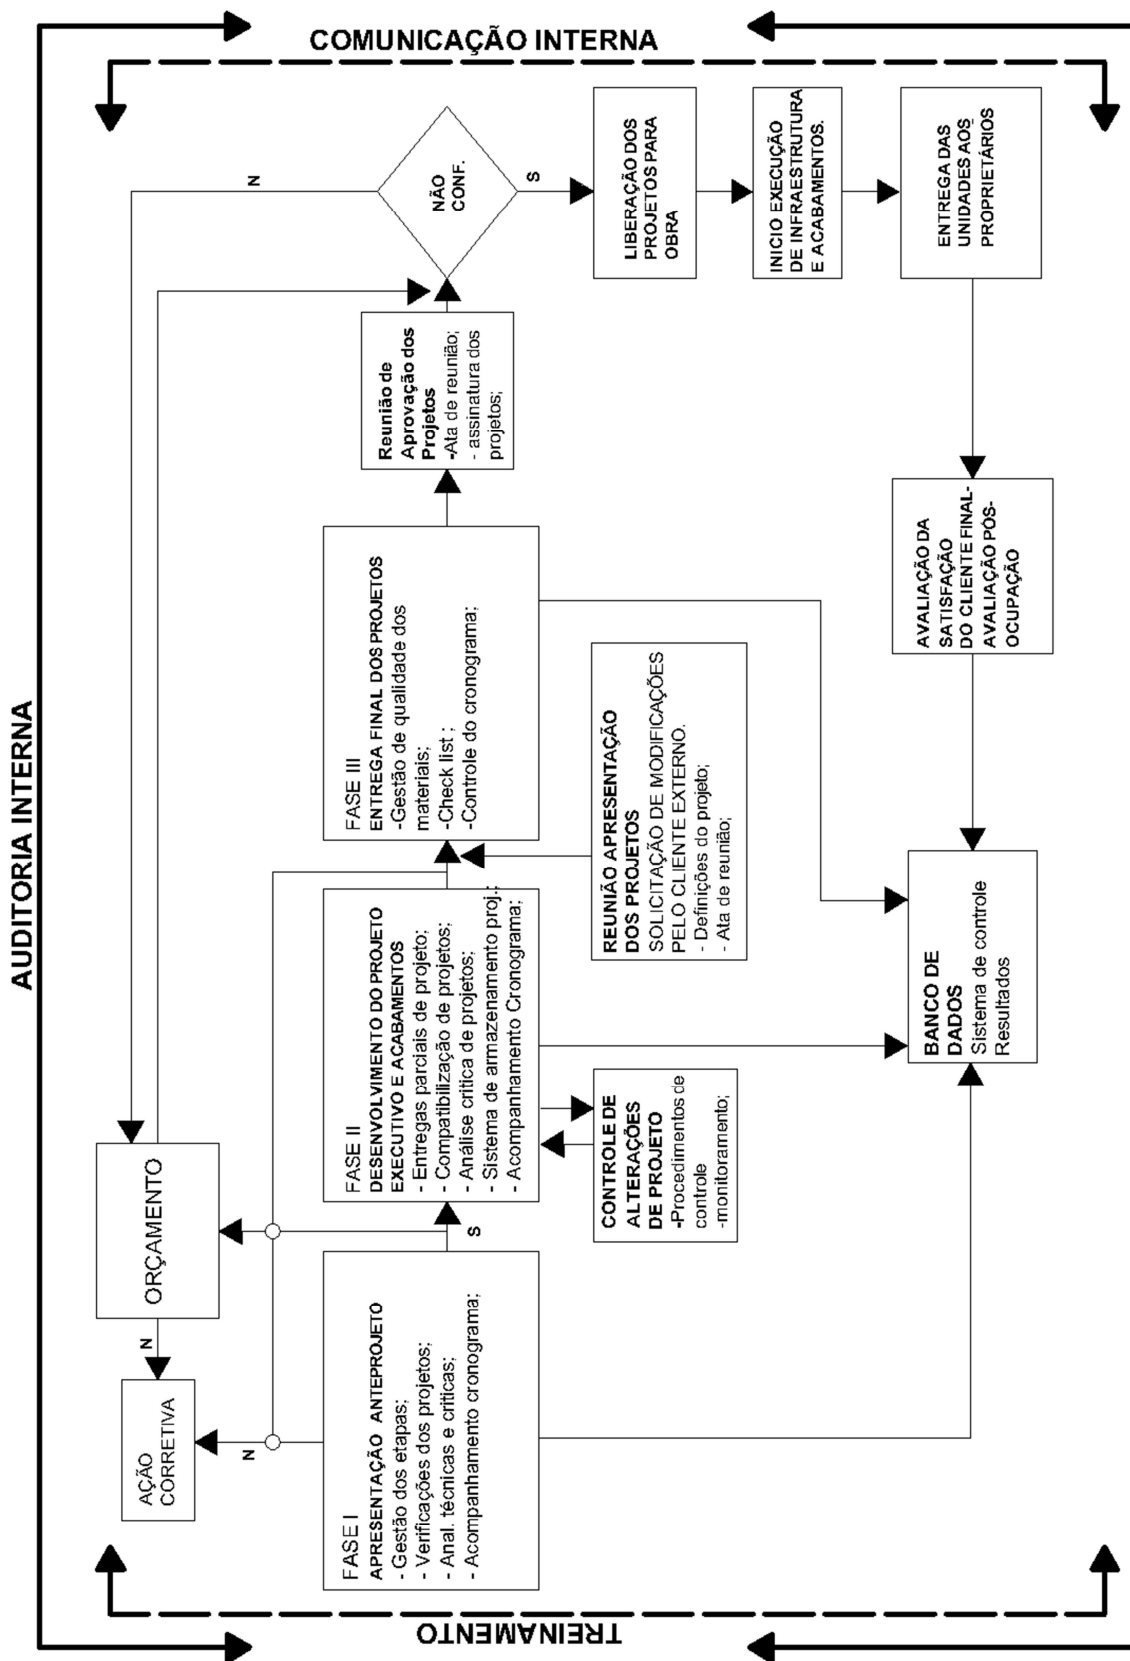 AUDITORIA INTERNA
TREINAMENTO
COMUNICAÇÃO INTERNA
AÇÃO
CORRETIVA
N
ORÇAMENTO
N
N
FASE I
APRESENTAÇÃO ANTEPROJETO
- Gestão dos etapas;
- Verificações dos projetos;
- Anal. técnicas e criticas;
- Acompanhamento cronograma;
S
FASE II
DESENVOLVIMENTO DO PROJETO
EXECUTIVO E ACABAMENTOS
- Entregas parciais de projeto;
- Compatibilização de projetos;
- Análise critica de projetos;
- Sistema de armazenamento proj.;
- Acompanhamento Cronograma;
FASE III
ENTREGA FINAL DOS PROJETOS
-Gestão de qualidade dos
materiais;
-Check list ;
-Controle do cronograma;
Reunião de
Aprovação dos
Projetos
-Ata de reunião;
- assinatura dos
projetos;
NÃO
CONF.
N
S
CONTROLE DE
ALTERAÇÕES
DE PROJETO
-Procedimentos de
controle
-monitoramento;
REUNIÃO APRESENTAÇÃO
DOS PROJETOS
SOLICITAÇÃO DE MODIFICAÇÕES
PELO CLIENTE EXTERNO.
- Definições do projeto;
- Ata de reunião;
LIBERAÇÃO DOS
PROJETOS PARA
OBRA
INICIO EXECUÇÃO
DE INFRAESTRUTURA
E ACABAMENTOS.
ENTREGA DAS
UNIDADES AOS
PROPRIETÁRIOS
AVALIAÇÃO DA
SATISFAÇÃO
DO CLIENTE FINAL-
AVALIAÇÃO PÓS-
OCUPAÇÃO
BANCO DE
DADOS
Sistema de controle
Resultados